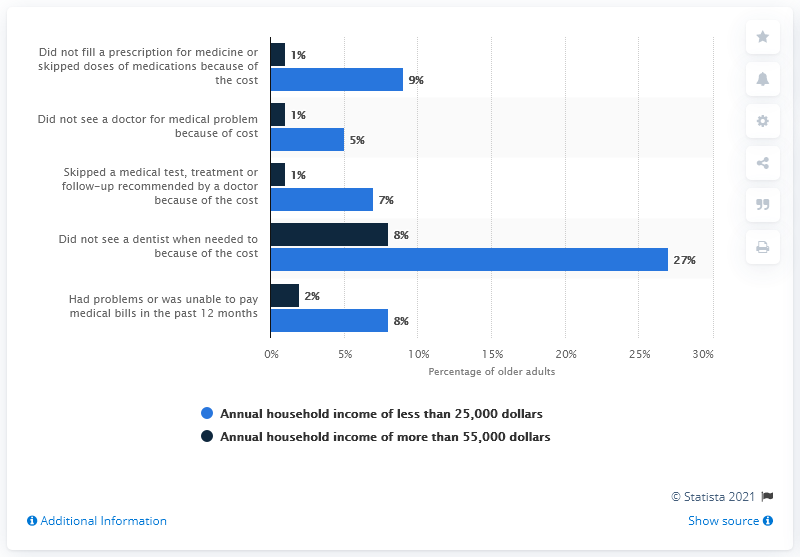 Did not fill a prescription for medicine or
skipped doses of medications because of
the cost
1%
9%
Did not see a doctor for medical problem
because of cost
1%
5%
Skipped a medical test, treatment or
follow-up recommended by a doctor
because of the cost
1%
7%
Did not see a dentist when needed to
because of the cost
8%
27%
Had problems or was unable to pay
medical bills in the past 12 months
2%
8%
0% 5% 10% 15% 20% 25% 30%
Percentage of older adults
Annual household income of less than 25,000 dollars
Annual household income of more than 55,000 dollars
© Statista 2021
Additional Information
Show source